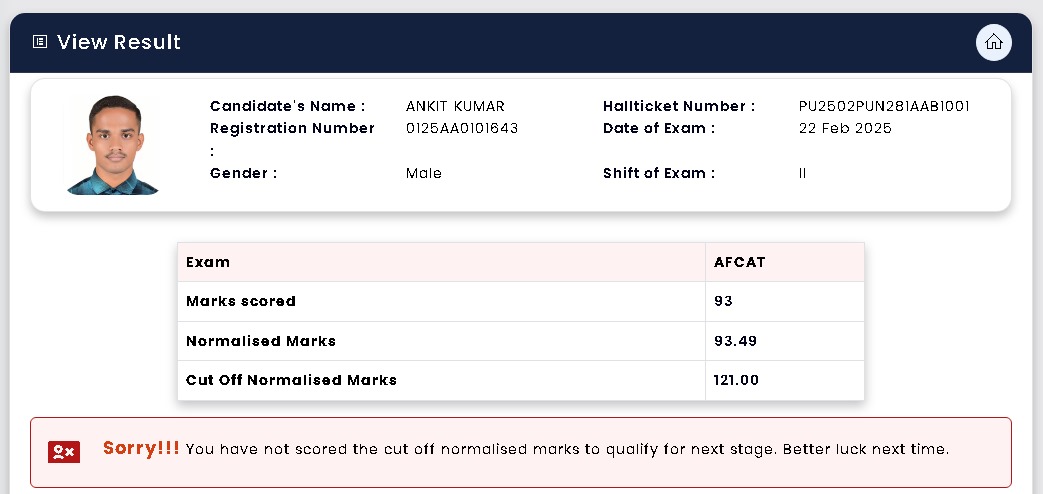 View Result
Candidate's Name : ANKIT KUMAR Hallticket Number : PU2502PUN281AAB1001
Registration Number : 0125AA0101643 Date of Exam : 22 Feb 2025
Gender : Male Shift of Exam : II
Exam AFCAT
Marks scored 93
Normalised Marks 93.49
Cut Off Normalised Marks 121.00
Sorry!!! You have not scored the cut off normalised marks to qualify for next stage. Better luck next time.